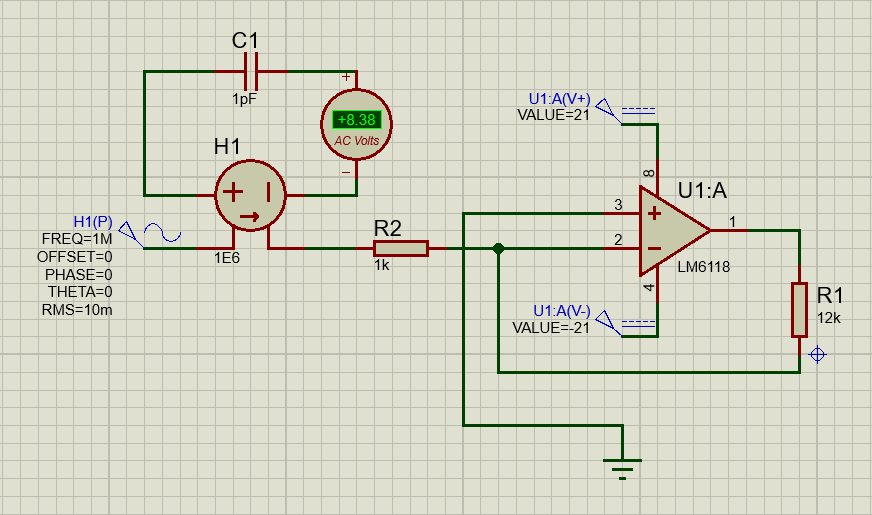 C1
1pF
+
+8.38
AC Volts
−
H1
+
1E6
H1(P)
FREQ=1M
OFFSET=0
PHASE=0
THETA=0
RMS=10m
R2
1k
U1:A(V+)
VALUE=21
8
U1:A
3
+
2
−
1
4
LM6118
U1:A(V-)
VALUE=-21
R1
12k